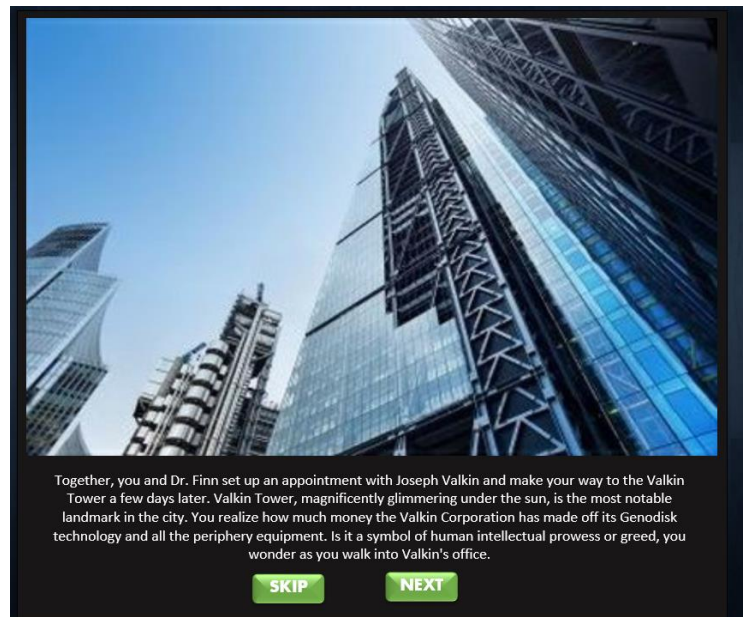 Together, you and Dr. Finn set up an appointment with Joseph Valkin and make your way to the Valkin
Tower a few days later. Valkin Tower, magnificently glimmering under the sun, is the most notable
landmark in the city. You realize how much money the Valkin Corporation has made off its Genodisk
technology and all the periphery equipment. Is it a symbol of human intellectual prowess or greed, you
wonder as you walk into Valkin's office.
SKIP NEXT